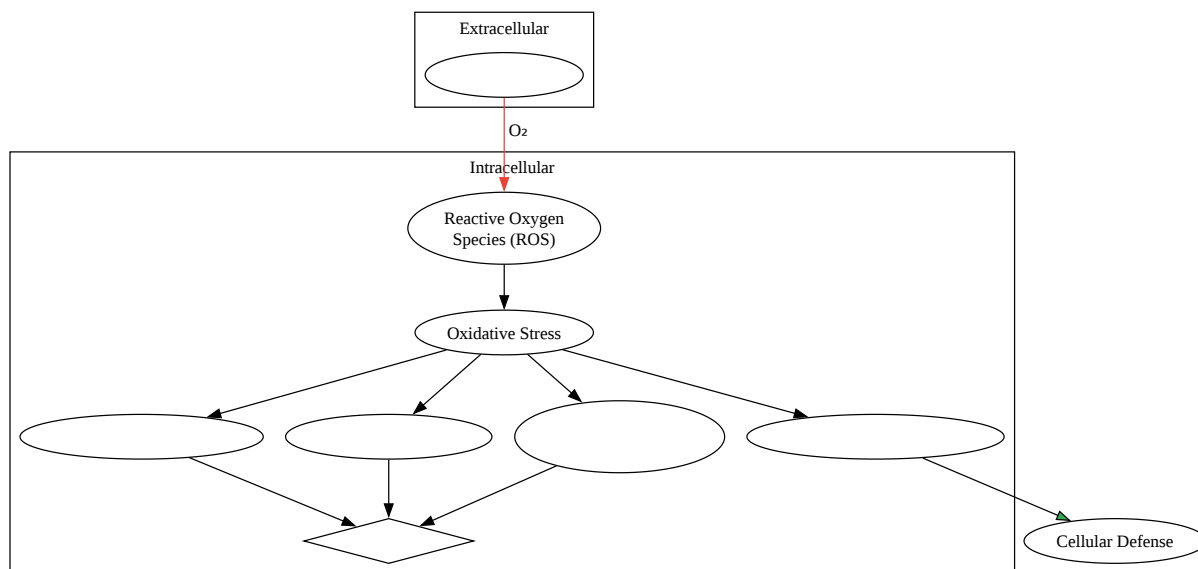 Extracellular
O₂
Intracellular
Reactive Oxygen
Species (ROS)
Oxidative Stress
Cellular Defense